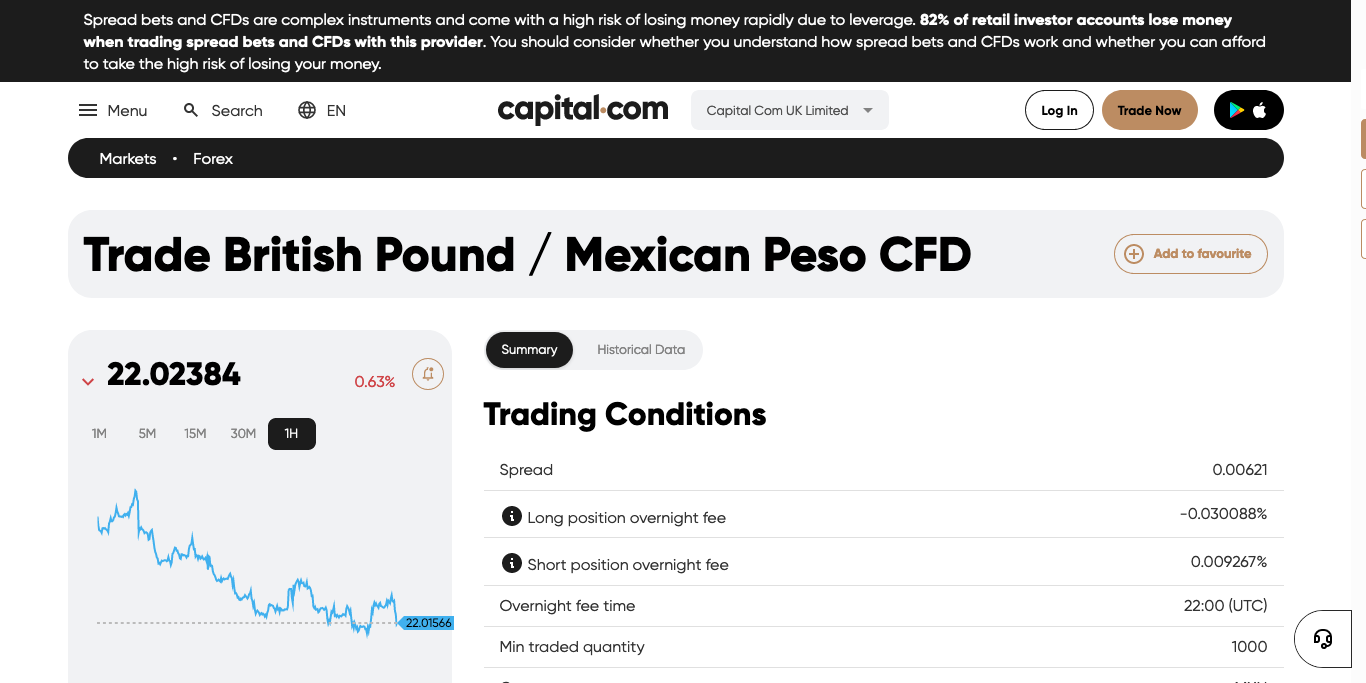 Spread bets and CFDs are complex instruments and come with a high risk of losing money rapidly due to leverage. 82% of retail investor accounts lose money
when trading spread bets and CFDs with this provider. You should consider whether you understand how spread bets and CFDs work and whether you can afford
to take the high risk of losing your money.
Menu Search EN capital.com Capital Com UK Limited Log In Trade Now
Markets • Forex
Trade British Pound / Mexican Peso CFD Add to favourite
22.02384 0.63%
1M 5M 15M 30M 1H
22.01566
Summary Historical Data
Trading Conditions
Spread 0.00621
Long position overnight fee -0.030088%
Short position overnight fee 0.009267%
Overnight fee time 22:00 (UTC)
Min traded quantity 1000